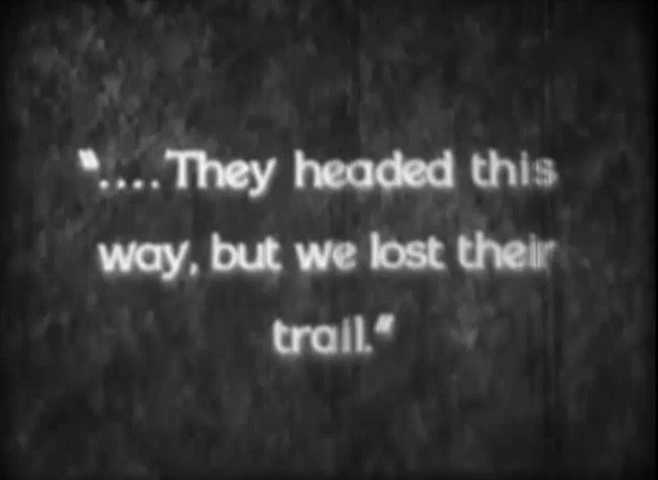 "....They headed this
way, but we lost their
trail."